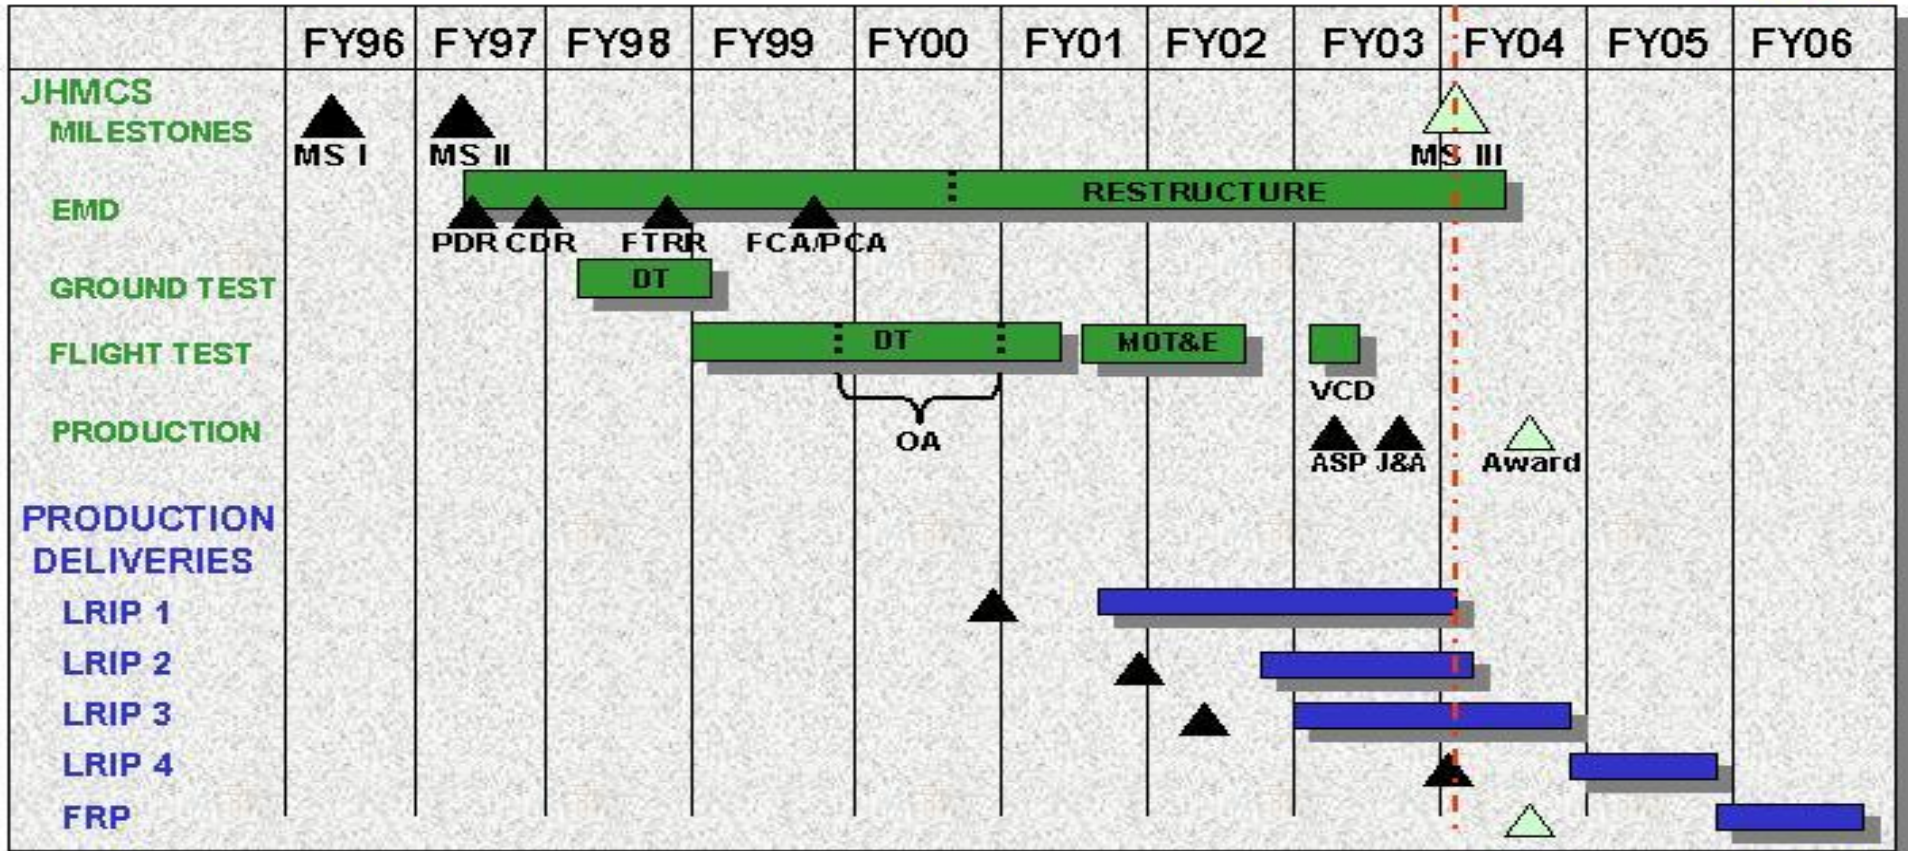 FY96 FY97 FY98 FY99 FY00 FY01 FY02 FY03 FY04 FY05 FY06
JHMCS
MILESTONES
MS I MS II MS III
RESTRUCTURE
EMD
PDR CDR FTRR FCA/PCA
DT
GROUND TEST
DT MOT&E
FLIGHT TEST
VCD
PRODUCTION
OA
ASP J&A Award
PRODUCTION
DELIVERIES
LRIP 1
LRIP 2
LRIP 3
LRIP 4
FRP